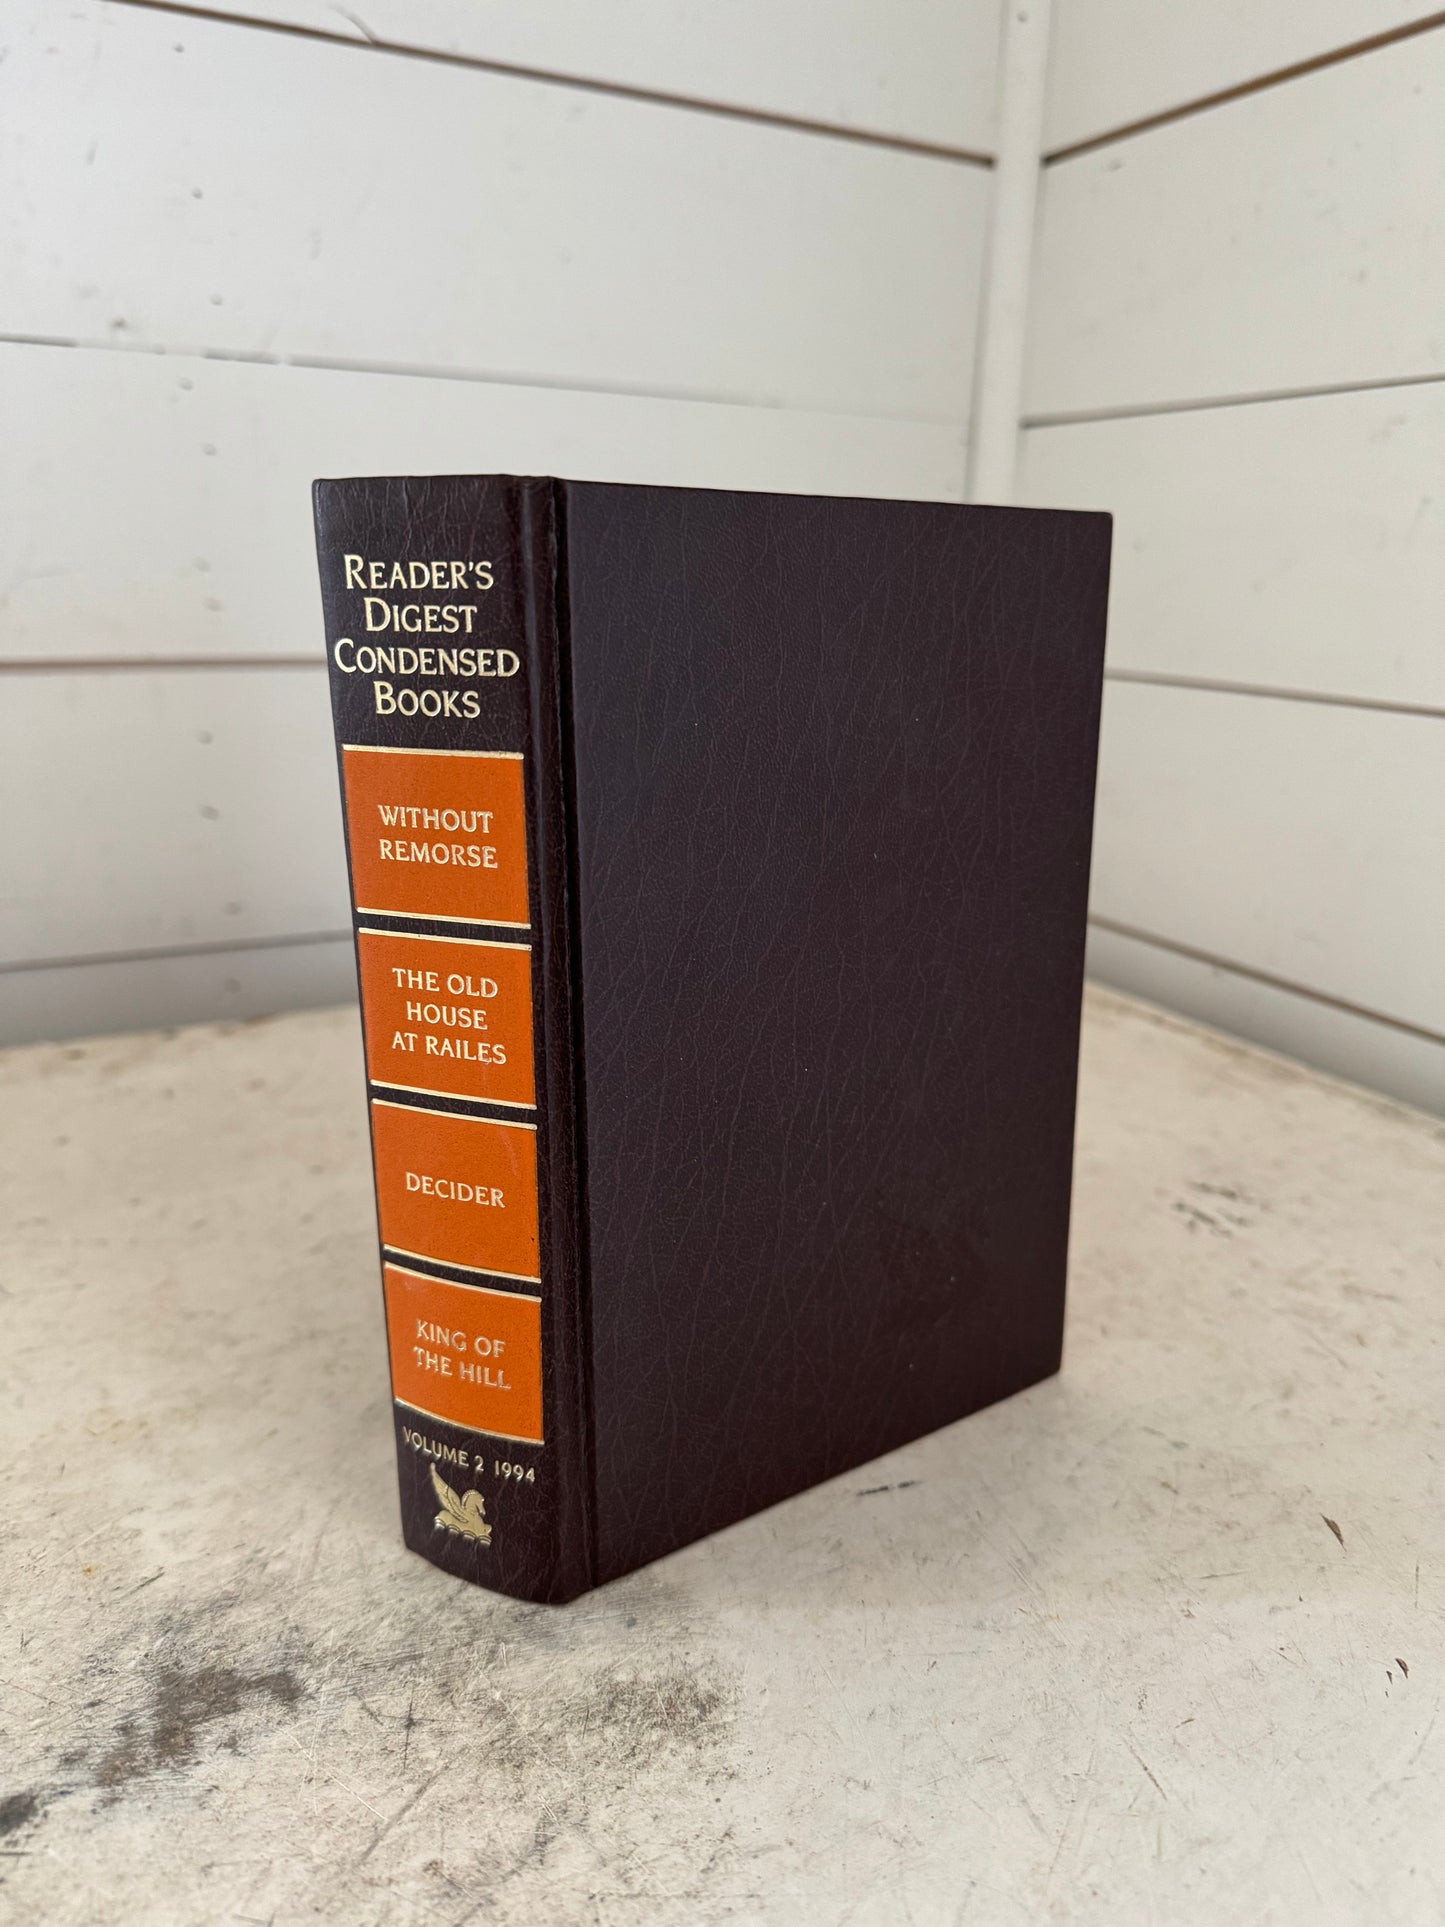 READER'S
DIGEST
CONDENSED
BOOKS
WITHOUT
REMORSE
THE OLD
HOUSE
AT RAILES
DECIDER
KING OF
THE HILL
VOLUME 2 1994